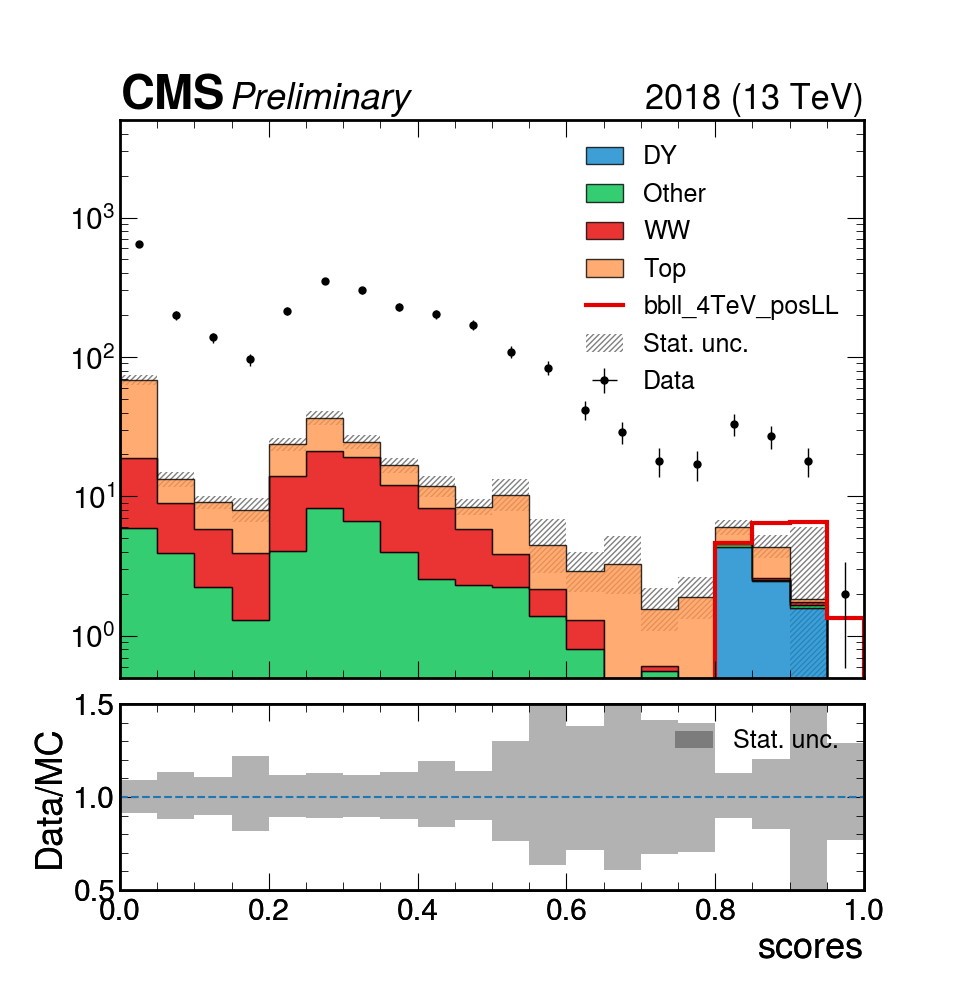 CMS Preliminary 2018 (13 TeV)
DY
Other
WW
Top
bbll_4TeV_posLL
Stat. unc.
Data
10³
10²
10¹
10⁰
Stat. unc.
Data/MC
1.5
1.0
0.5
0.0 0.2 0.4 0.6 0.8 1.0
scores